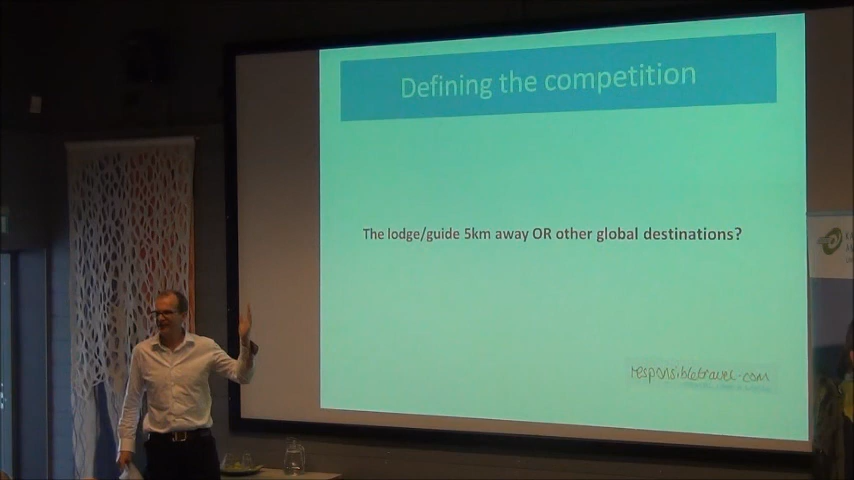 Defining the competition
The lodge/guide 5km away OR other global destinations?
responsibletravel.com